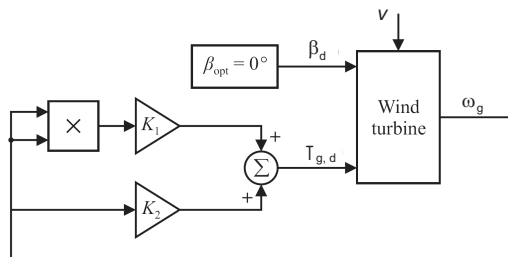 v
β_opt = 0°
β_d
Wind
turbine
ω_g
×
K_1
+
Σ
T_g, d
+
K_2